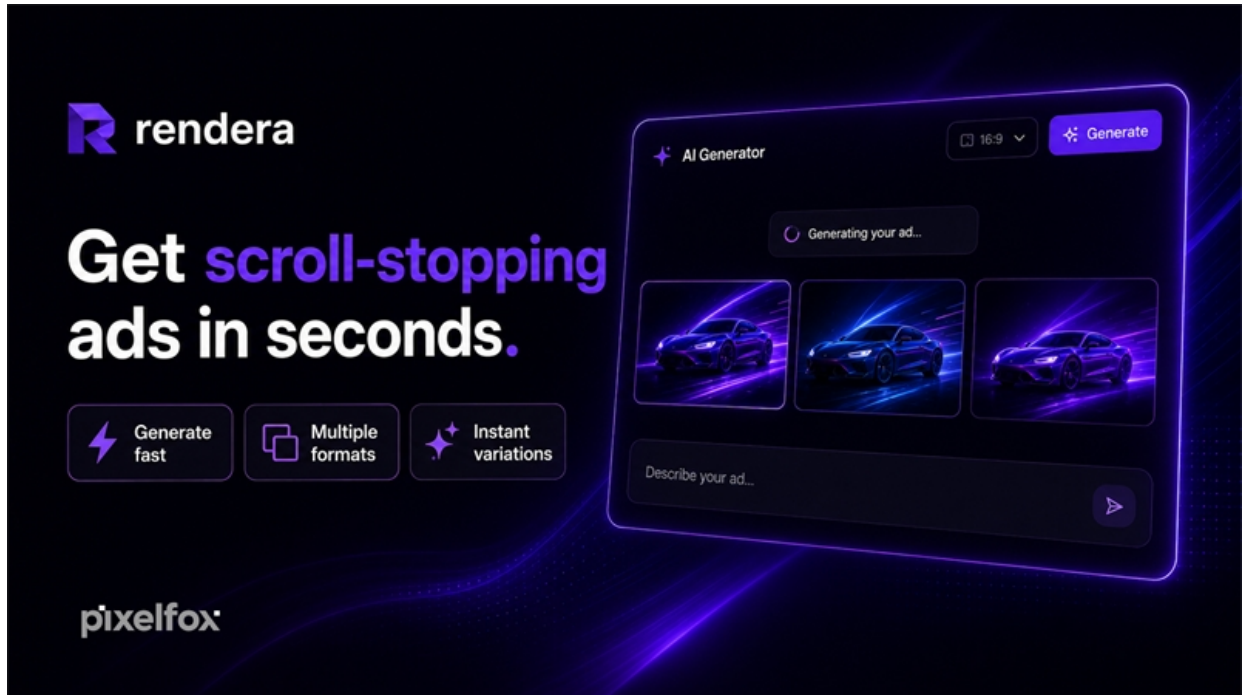 rendera
Get scroll-stopping
ads in seconds.
Generate
fast
Multiple
formats
Instant
variations
pixelfox
AI Generator
16:9
Generate
Generating your ad...
Describe your ad...